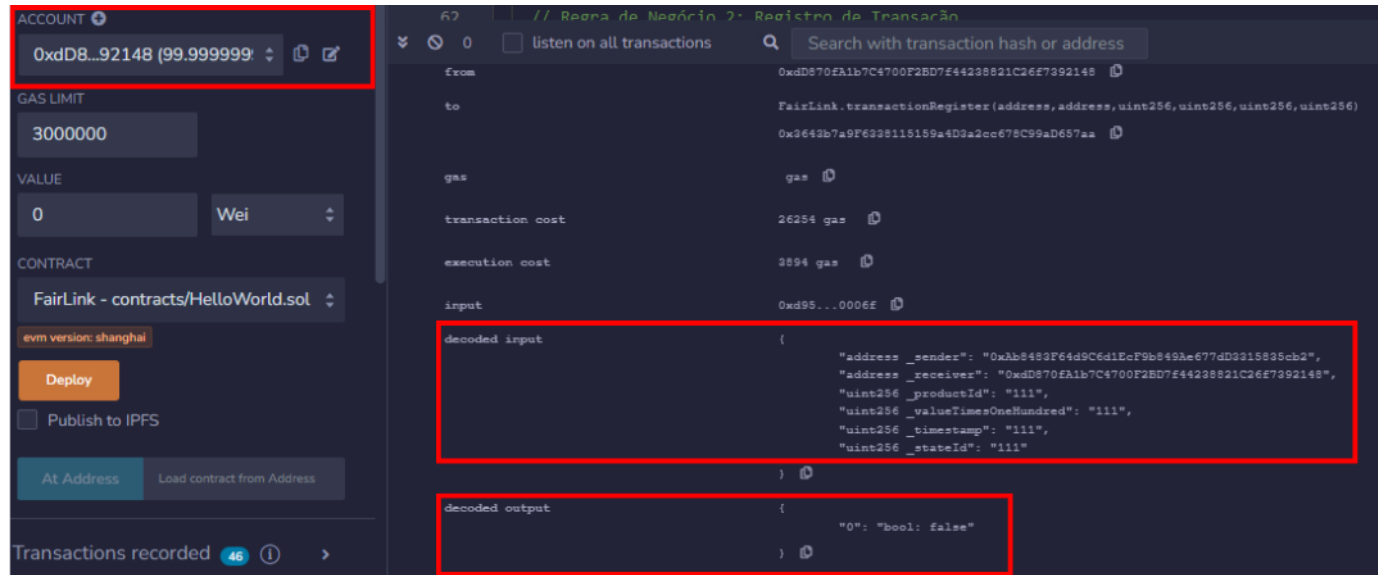 ACCOUNT
0xdD8...92148 (99.999999
GAS LIMIT
3000000
VALUE
0 Wei
CONTRACT
FairLink - contracts/HelloWorld.sol
evm version: shanghai
Deploy
Publish to IPFS
At Address Load contract from Address
Transactions recorded 46 i >
62 // Regra de Negócio 2: Registro de Transação
0 listen on all transactions Search with transaction hash or address
from 0xdD870fA1b7C4700F2BD7f44238821C26f7392148
to FairLink.transactionRegister(address,address,uint256,uint256,uint256,uint256)
0x3643b7a9F6338115159a4D3a2cc678C99aD657aa
gas gas
transaction cost 26254 gas
execution cost 3894 gas
input 0xd95...0006f
decoded input {
"address _sender": "0xAb8483F64d9C6d1EcF9b849Ae677dD3315835cb2",
"address _receiver": "0xdD870fA1b7C4700F2BD7f44238821C26f7392148",
"uint256 _productId": "111",
"uint256 _valueTimesOneHundred": "111",
"uint256 _timestamp": "111",
"uint256 _stateId": "111"
}
decoded output {
"0": "bool: false"
}